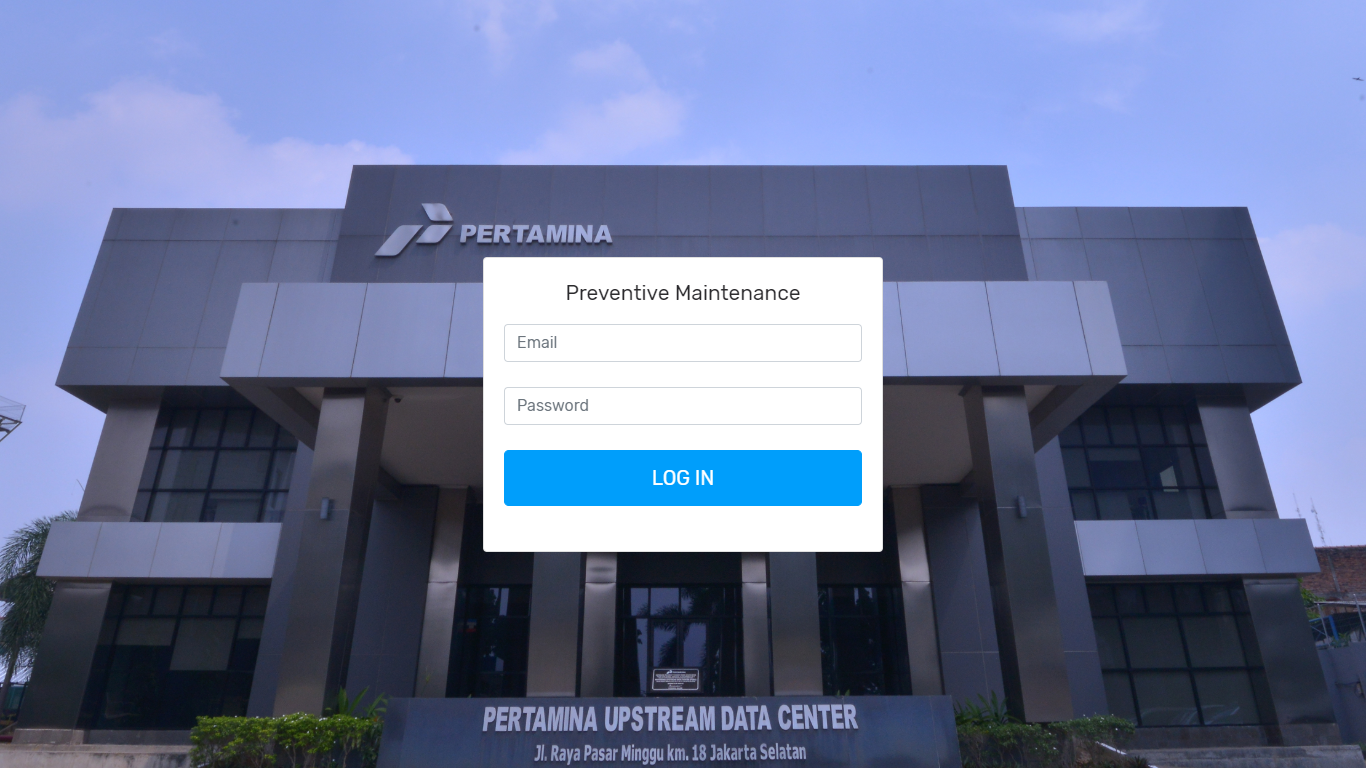 PERTAMINA
Preventive Maintenance
Email
Password
LOG IN
PERTAMINA UPSTREAM DATA CENTER
Jl. Raya Pasar Minggu km. 18 Jakarta Selatan